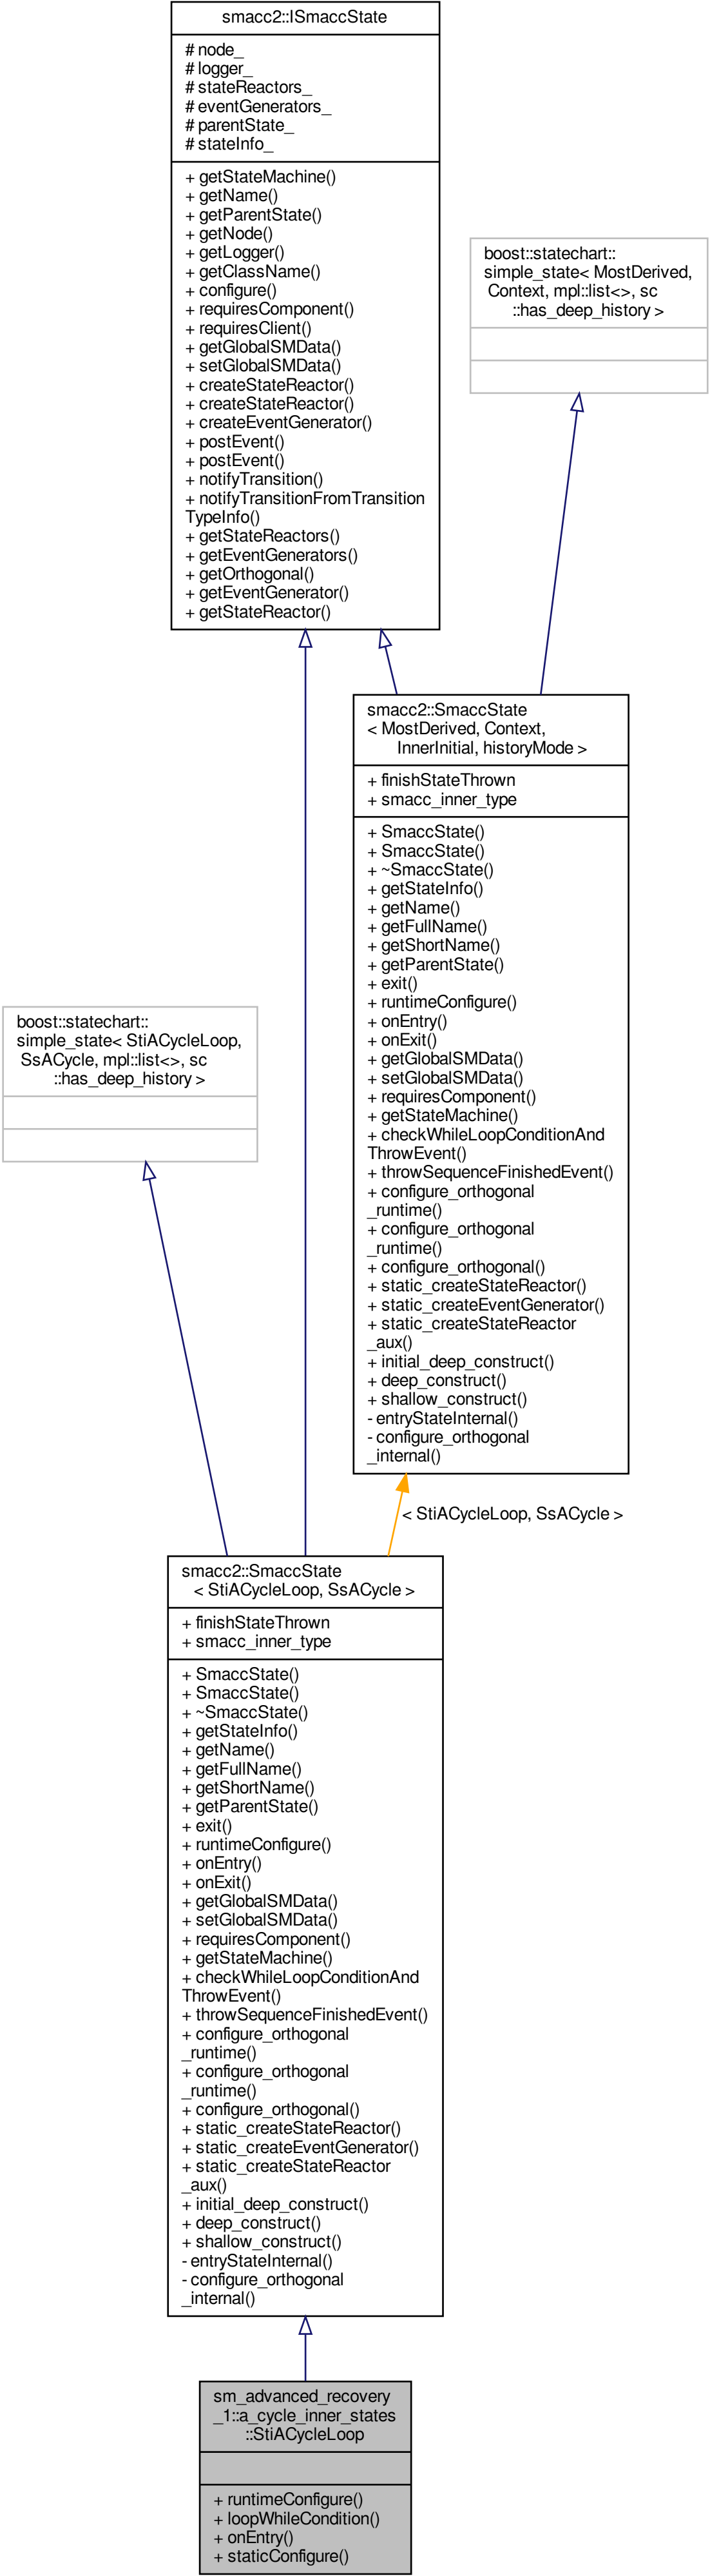 smacc2::ISmaccState
# node_
# logger_
# stateReactors_
# eventGenerators_
# parentState_
# stateInfo_
+ getStateMachine()
+ getName()
+ getParentState()
+ getNode()
+ getLogger()
+ getClassName()
+ configure()
+ requiresComponent()
+ requiresClient()
+ getGlobalSMData()
+ setGlobalSMData()
+ createStateReactor()
+ createStateReactor()
+ createEventGenerator()
+ postEvent()
+ postEvent()
+ notifyTransition()
+ notifyTransitionFromTransition
TypeInfo()
+ getStateReactors()
+ getEventGenerators()
+ getOrthogonal()
+ getEventGenerator()
+ getStateReactor()
boost::statechart::
simple_state< MostDerived,
Context, mpl::list<>, sc
::has_deep_history >
smacc2::SmaccState
< MostDerived, Context,
InnerInitial, historyMode >
+ finishStateThrown
+ smacc_inner_type
+ SmaccState()
+ SmaccState()
+ ~SmaccState()
+ getStateInfo()
+ getName()
+ getFullName()
+ getShortName()
+ getParentState()
+ exit()
+ runtimeConfigure()
+ onEntry()
+ onExit()
+ getGlobalSMData()
+ setGlobalSMData()
+ requiresComponent()
+ getStateMachine()
+ checkWhileLoopConditionAnd
ThrowEvent()
+ throwSequenceFinishedEvent()
+ configure_orthogonal
_runtime()
+ configure_orthogonal
_runtime()
+ configure_orthogonal()
+ static_createStateReactor()
+ static_createEventGenerator()
+ static_createStateReactor
_aux()
+ initial_deep_construct()
+ deep_construct()
+ shallow_construct()
- entryStateInternal()
- configure_orthogonal
_internal()
boost::statechart::
simple_state< StiACycleLoop,
SsACycle, mpl::list<>, sc
::has_deep_history >
< StiACycleLoop, SsACycle >
smacc2::SmaccState
< StiACycleLoop, SsACycle >
+ finishStateThrown
+ smacc_inner_type
+ SmaccState()
+ SmaccState()
+ ~SmaccState()
+ getStateInfo()
+ getName()
+ getFullName()
+ getShortName()
+ getParentState()
+ exit()
+ runtimeConfigure()
+ onEntry()
+ onExit()
+ getGlobalSMData()
+ setGlobalSMData()
+ requiresComponent()
+ getStateMachine()
+ checkWhileLoopConditionAnd
ThrowEvent()
+ throwSequenceFinishedEvent()
+ configure_orthogonal
_runtime()
+ configure_orthogonal
_runtime()
+ configure_orthogonal()
+ static_createStateReactor()
+ static_createEventGenerator()
+ static_createStateReactor
_aux()
+ initial_deep_construct()
+ deep_construct()
+ shallow_construct()
- entryStateInternal()
- configure_orthogonal
_internal()
sm_advanced_recovery
_1::a_cycle_inner_states
::StiACycleLoop
+ runtimeConfigure()
+ loopWhileCondition()
+ onEntry()
+ staticConfigure()